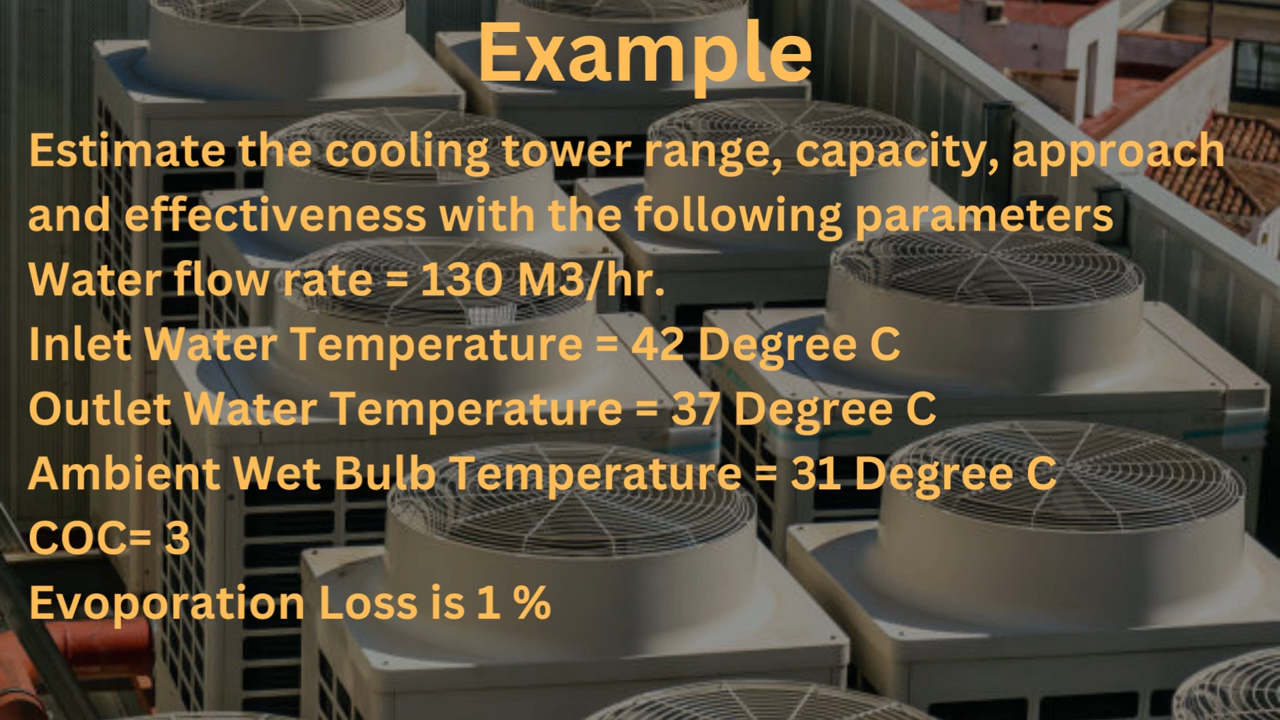 Example
Estimate the cooling tower range, capacity, approach
and effectiveness with the following parameters
Water flow rate = 130 M3/hr.
Inlet Water Temperature = 42 Degree C
Outlet Water Temperature = 37 Degree C
Ambient Wet Bulb Temperature = 31 Degree C
COC= 3
Evoporation Loss is 1 %